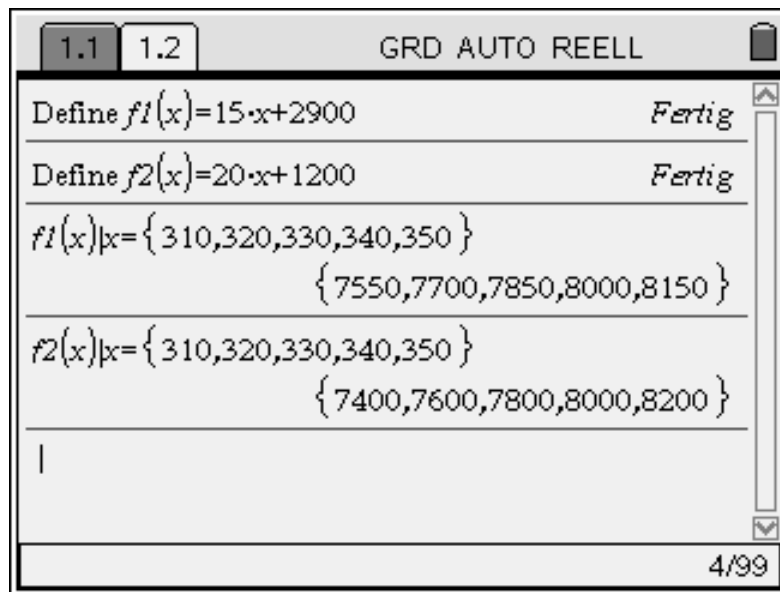 1.1 1.2 GRD AUTO REELL
Define f1(x)=15·x+2900 Fertig
Define f2(x)=20·x+1200 Fertig
f1(x)|x={310,320,330,340,350}
{7550,7700,7850,8000,8150}
f2(x)|x={310,320,330,340,350}
{7400,7600,7800,8000,8200}
4/99